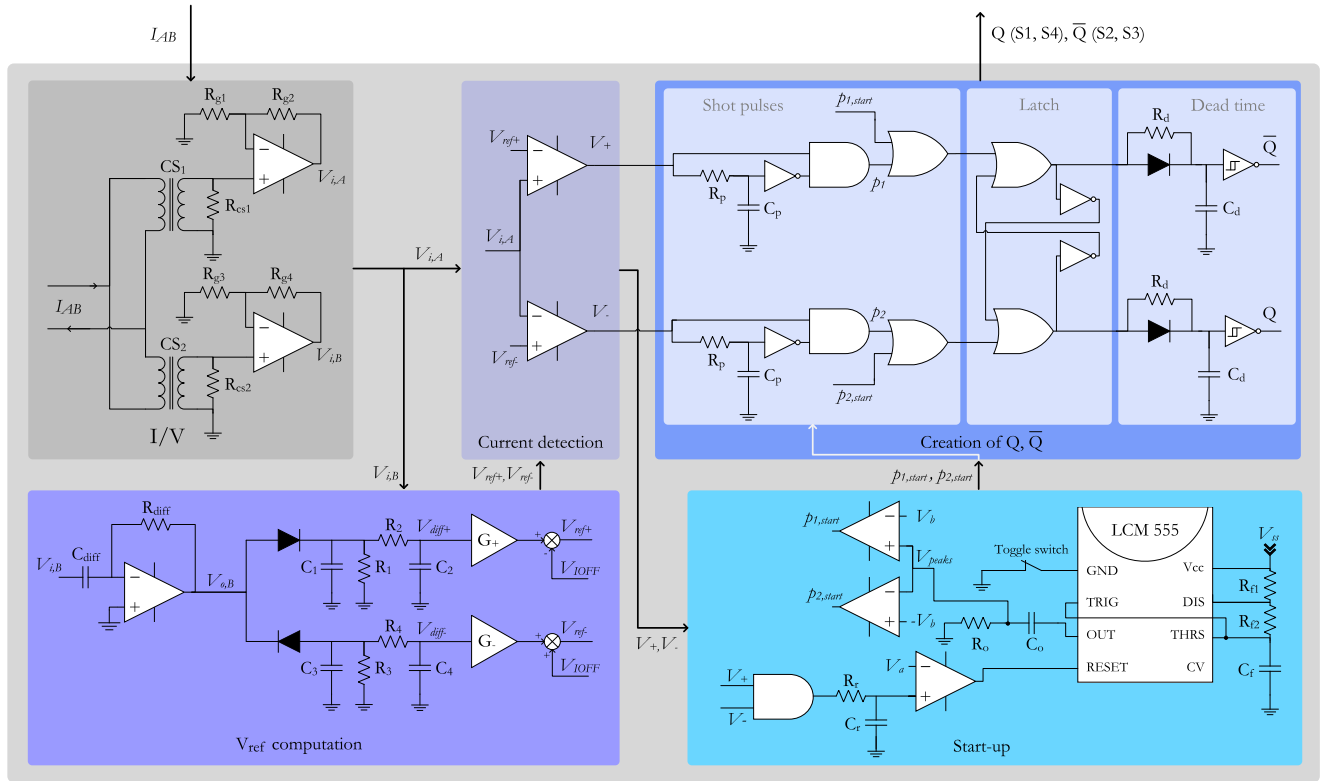 I_AB
Q (S1, S4), Q̅ (S2, S3)
R_g1
R_g2
−
+
V_i,A
CS_1
R_cs1
R_g3
R_g4
I_AB
−
+
V_i,B
CS_2
R_cs2
I/V
V_i,A
V_i,B
V_ref+
−
+
V_+
V_i,A
−
+
V_-
V_ref-
Current detection
V_ref+,V_ref-
Shot pulses
p_1,start
R_p
C_p
p_1
p_2
R_p
C_p
p_2,start
Latch
Dead time
R_d
Q̅
C_d
R_d
Q
C_d
Creation of Q, Q̅
p_1,start , p_2,start
V_+,V_-
R_diff
C_diff
V_i,B
−
+
V_o,B
R_2
V_diff+
C_1
R_1
C_2
G_+
+
-
V_ref+
V_IOFF
R_4
V_diff-
C_3
R_3
C_4
G_-
+
+
V_ref-
V_IOFF
V_ref computation
p_1,start
−
+
V_b
V_peaks
p_2,start
−
+
-V_b
R_o
C_o
Toggle switch
LCM 555
GND
Vcc
TRIG
DIS
OUT
THRS
RESET
CV
V_ss
R_f1
R_f2
C_f
V_+
V_-
R_r
C_r
V_a
−
+
Start-up